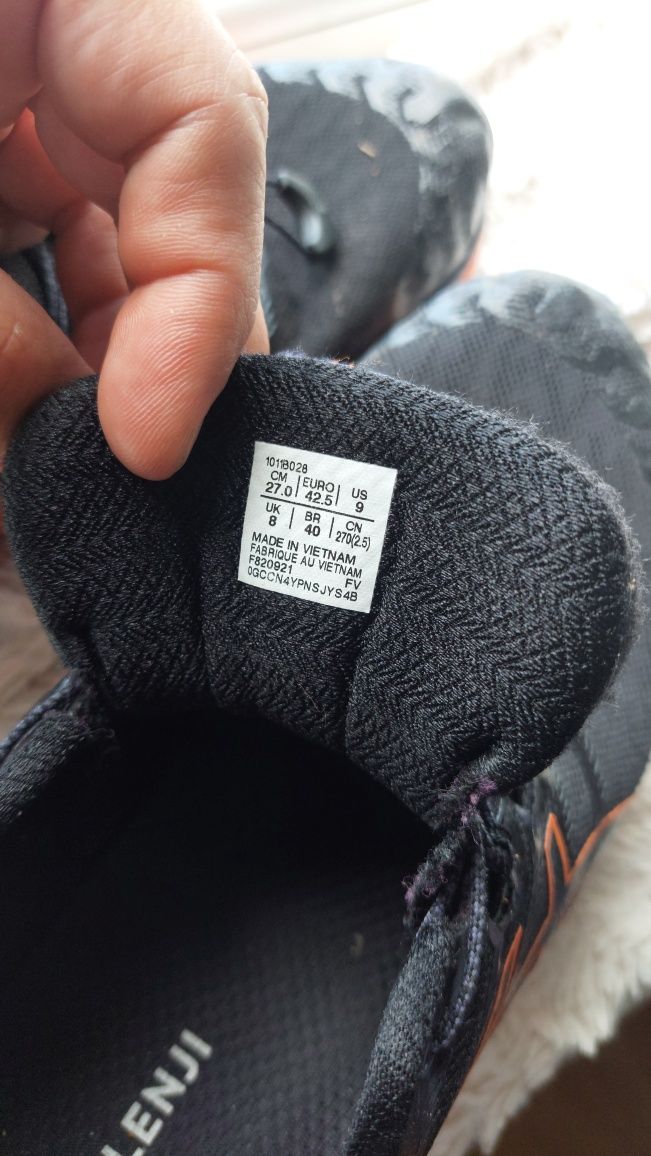 1011B028
CM 27.0 | EURO 42.5 | US 9
UK 8 | BR 40 | CN 270(2.5)
MADE IN VIETNAM
FABRIQUE AU VIETNAM
F820921 FV
0GCCN4YPNSJYS4B
LENJI